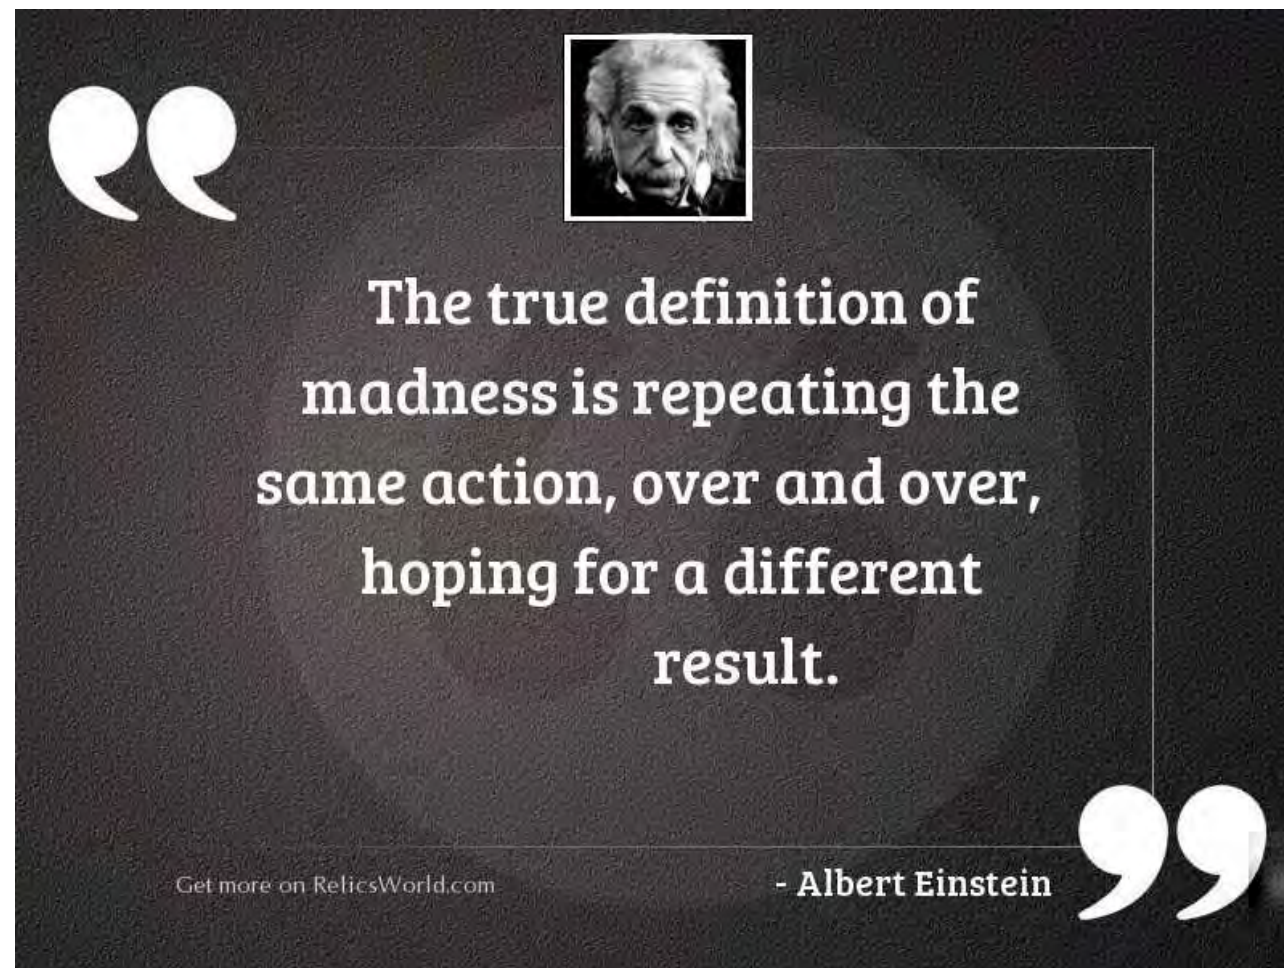 The true definition of
madness is repeating the
same action, over and over,
hoping for a different
result.
Get more on RelicsWorld.com
- Albert Einstein